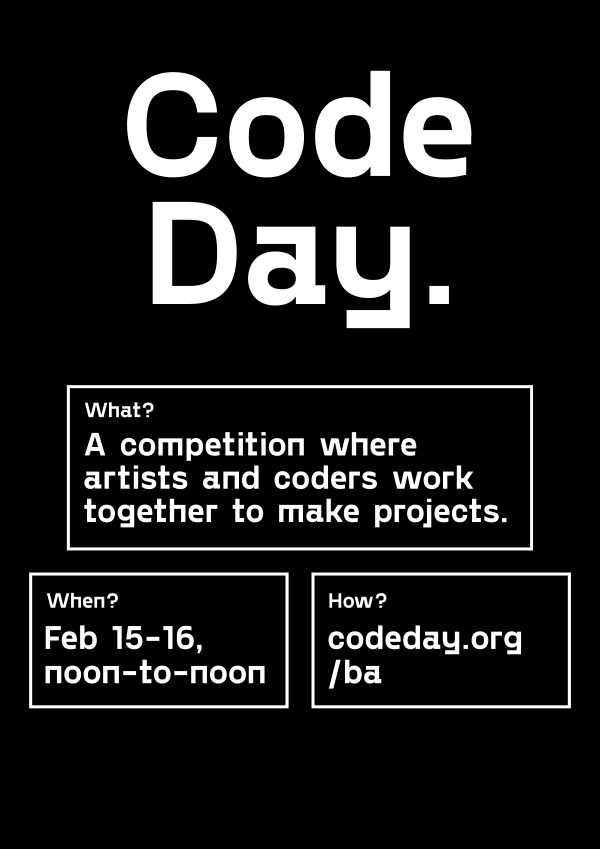 Code
Day.
What?
A competition where
artists and coders work
together to make projects.
When?
Feb 15-16,
noon-to-noon
How?
codeday.org
/ba